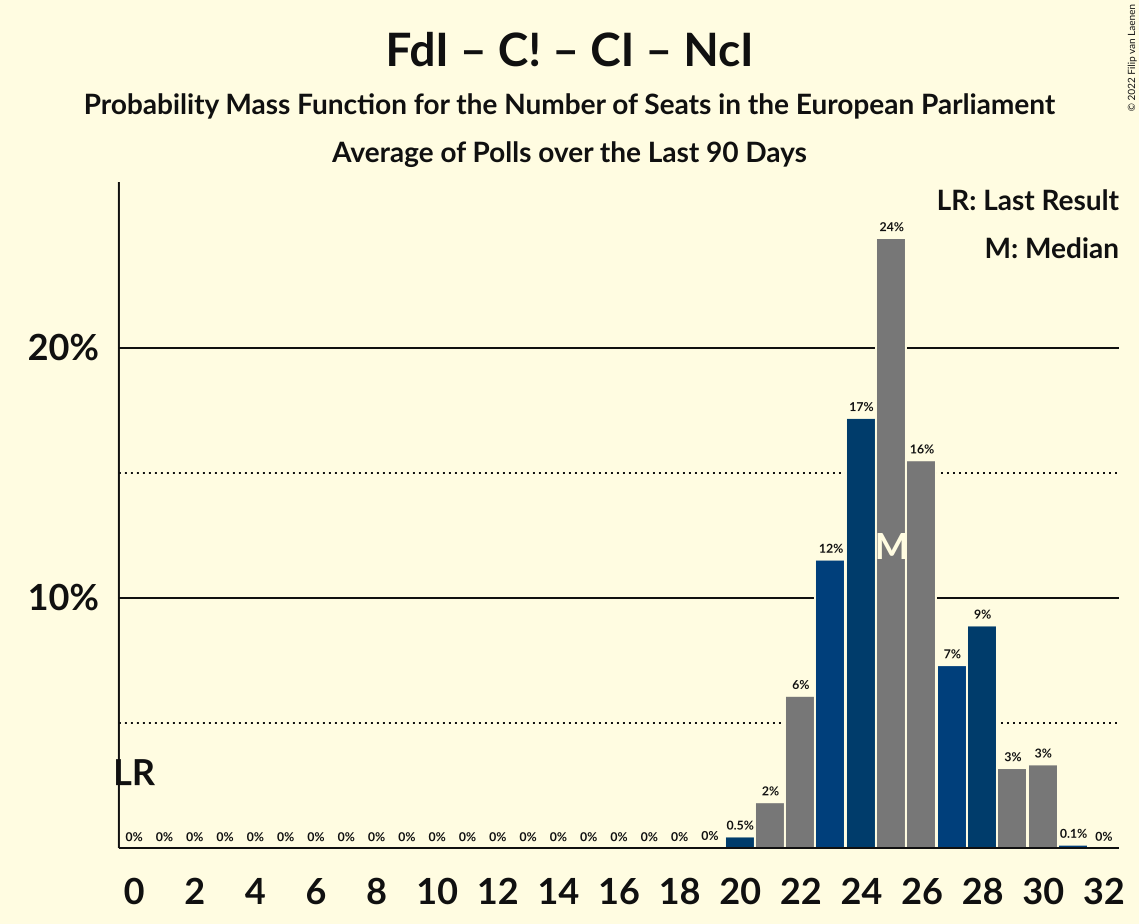 FdI – C! – CI – NcI
Probability Mass Function for the Number of Seats in the European Parliament
Average of Polls over the Last 90 Days
© 2022 Filip van Laenen
LR: Last Result
M: Median
20%
10%
24%
17%
16%
12%
M
9%
7%
6%
3%
3%
2%
LR
0% 0% 0% 0% 0% 0% 0% 0% 0% 0% 0% 0% 0% 0% 0% 0% 0% 0% 0% 0% 0.5% 0.1% 0%
0 2 4 6 8 10 12 14 16 18 20 22 24 26 28 30 32